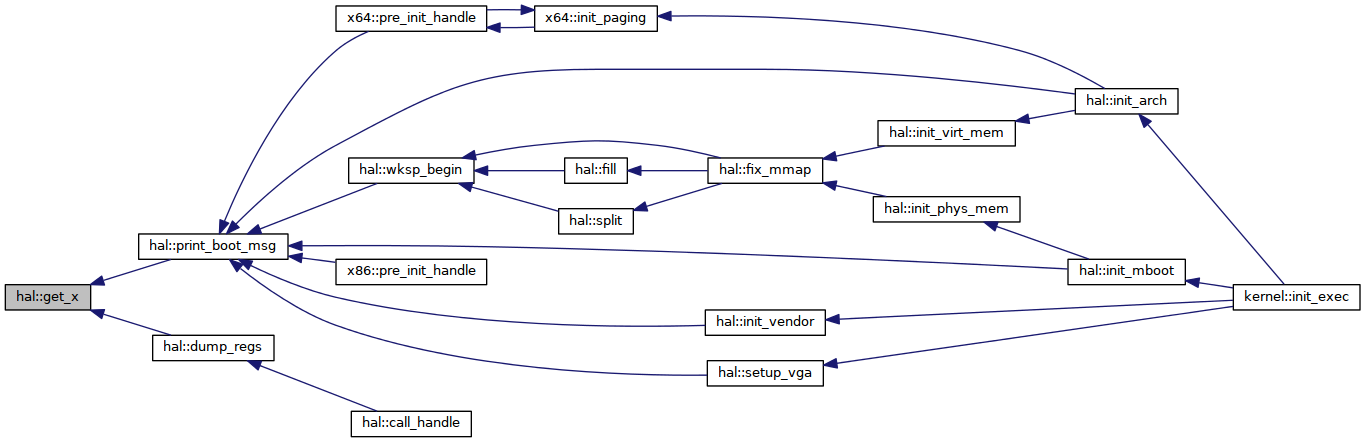 x64::pre_init_handle
x64::init_paging
hal::init_arch
hal::init_virt_mem
hal::wksp_begin
hal::fill
hal::fix_mmap
hal::init_phys_mem
hal::split
hal::print_boot_msg
x86::pre_init_handle
hal::init_mboot
hal::get_x
kernel::init_exec
hal::init_vendor
hal::dump_regs
hal::setup_vga
hal::call_handle